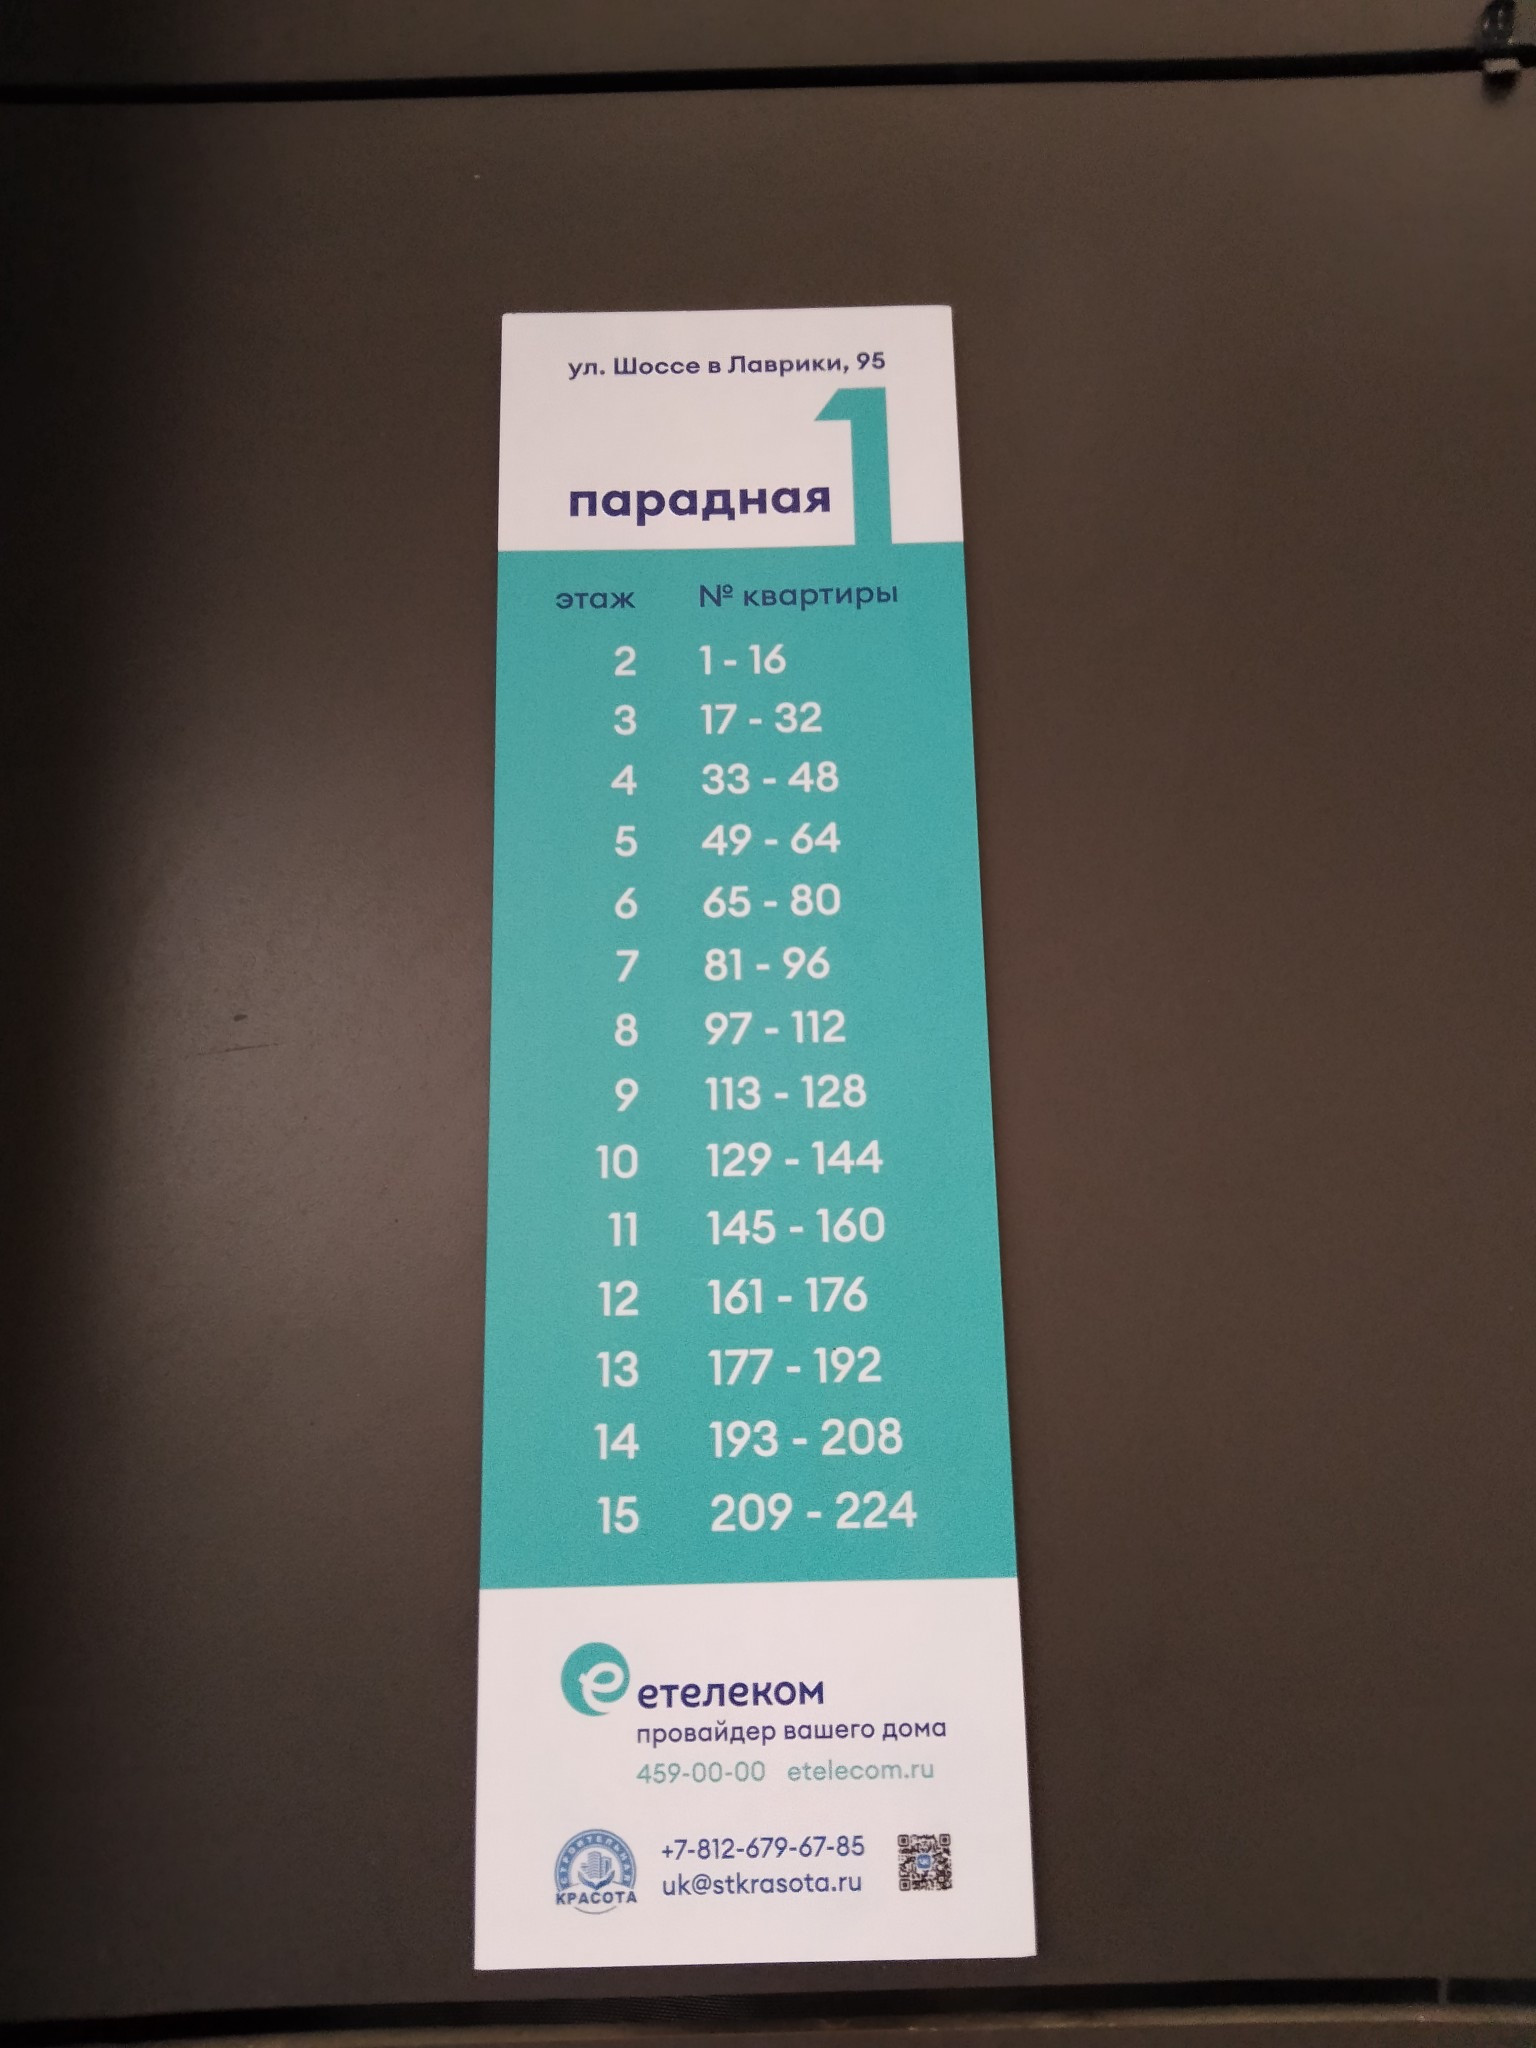 ул. Шоссе в Лаврики, 95
парадная 1
этаж № квартиры
2 1 - 16
3 17 - 32
4 33 - 48
5 49 - 64
6 65 - 80
7 81 - 96
8 97 - 112
9 113 - 128
10 129 - 144
11 145 - 160
12 161 - 176
13 177 - 192
14 193 - 208
15 209 - 224
етелеком
провайдер вашего дома
459-00-00 etelecom.ru
СТРОИТЕЛЬНАЯ
КРАСОТА
+7-812-679-67-85
uk@stkrasota.ru